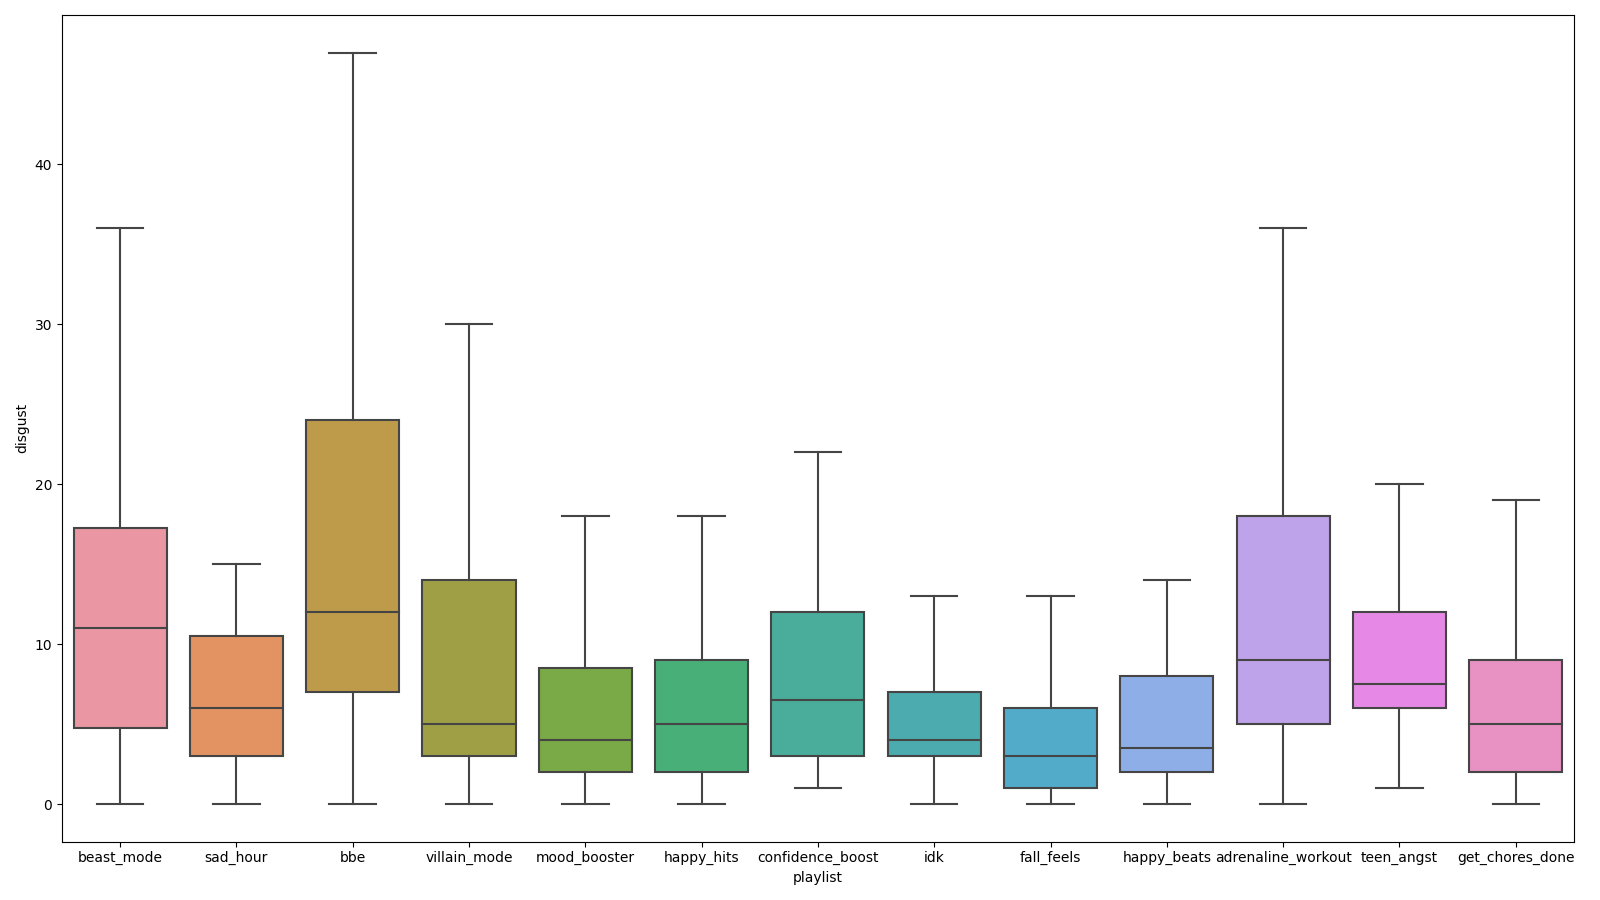 disgust
40
30
20
10
0
beast_mode sad_hour bbe villain_mode mood_booster happy_hits confidence_boost idk fall_feels happy_beats adrenaline_workout teen_angst get_chores_done
playlist